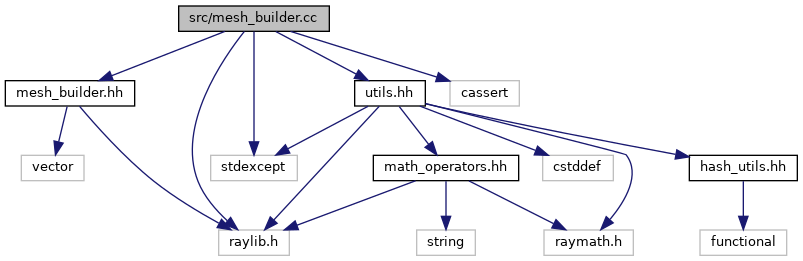 src/mesh_builder.cc
mesh_builder.hh
utils.hh
cassert
vector
stdexcept
math_operators.hh
cstddef
hash_utils.hh
raylib.h
string
raymath.h
functional